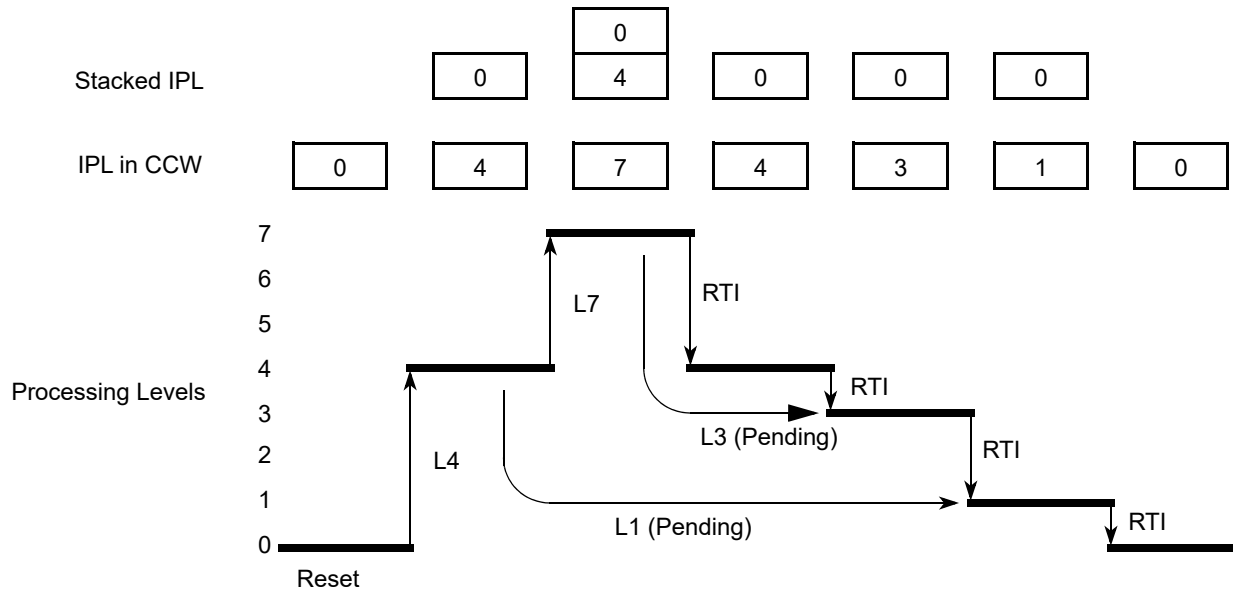 0
Stacked IPL 0 4 0 0 0
IPL in CCW 0 4 7 4 3 1 0
7
6
L7 RTI
5
4
Processing Levels RTI
3
L3 (Pending)
2 RTI
L4
1
L1 (Pending) RTI
0
Reset